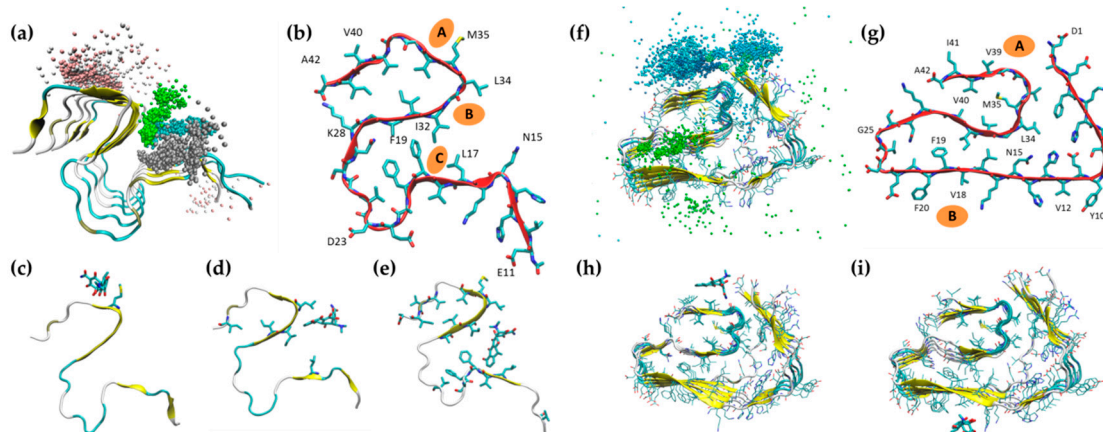 (a)
(b)
V40
A
M35
A42
L34
B
K28
I32
F19
N15
C
L17
D23
E11
(c)
(d)
(e)
(f)
(g)
D1
I41
A
V39
A42
V40
M35
G25
L34
F19
N15
F20
V18
V12
B
Y10
(h)
(i)